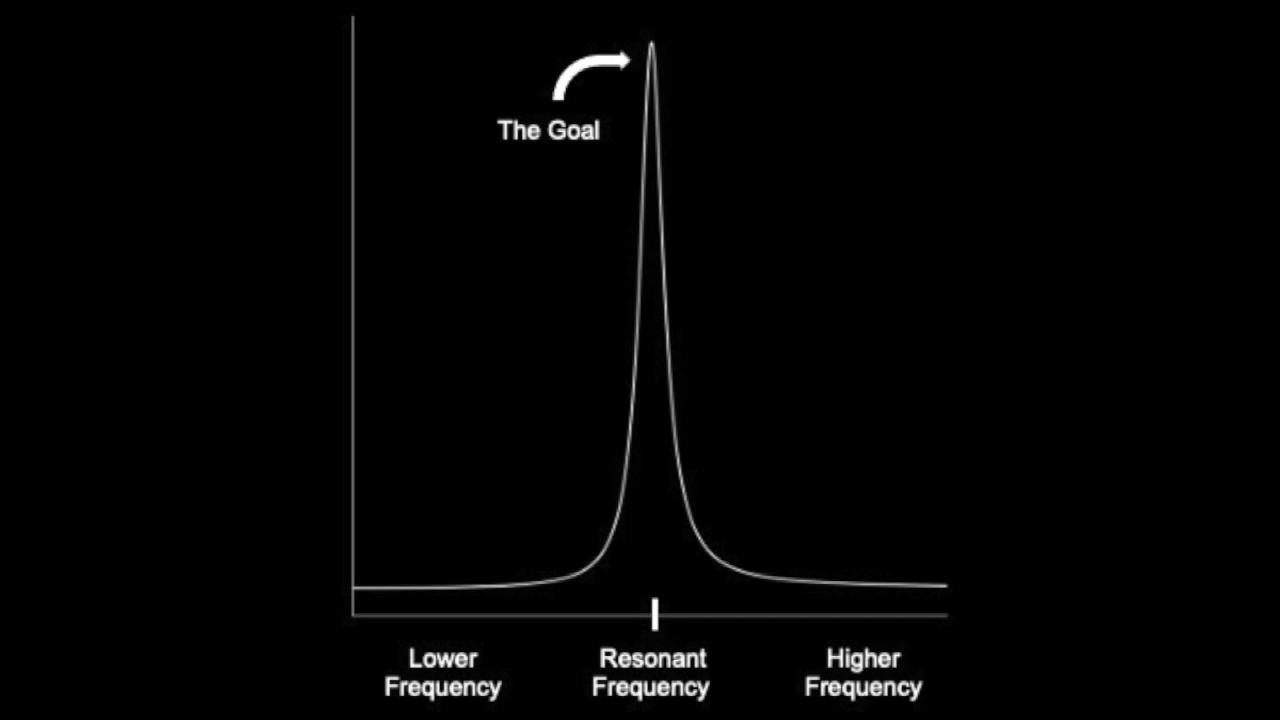 The Goal
Lower
Frequency
Resonant
Frequency
Higher
Frequency